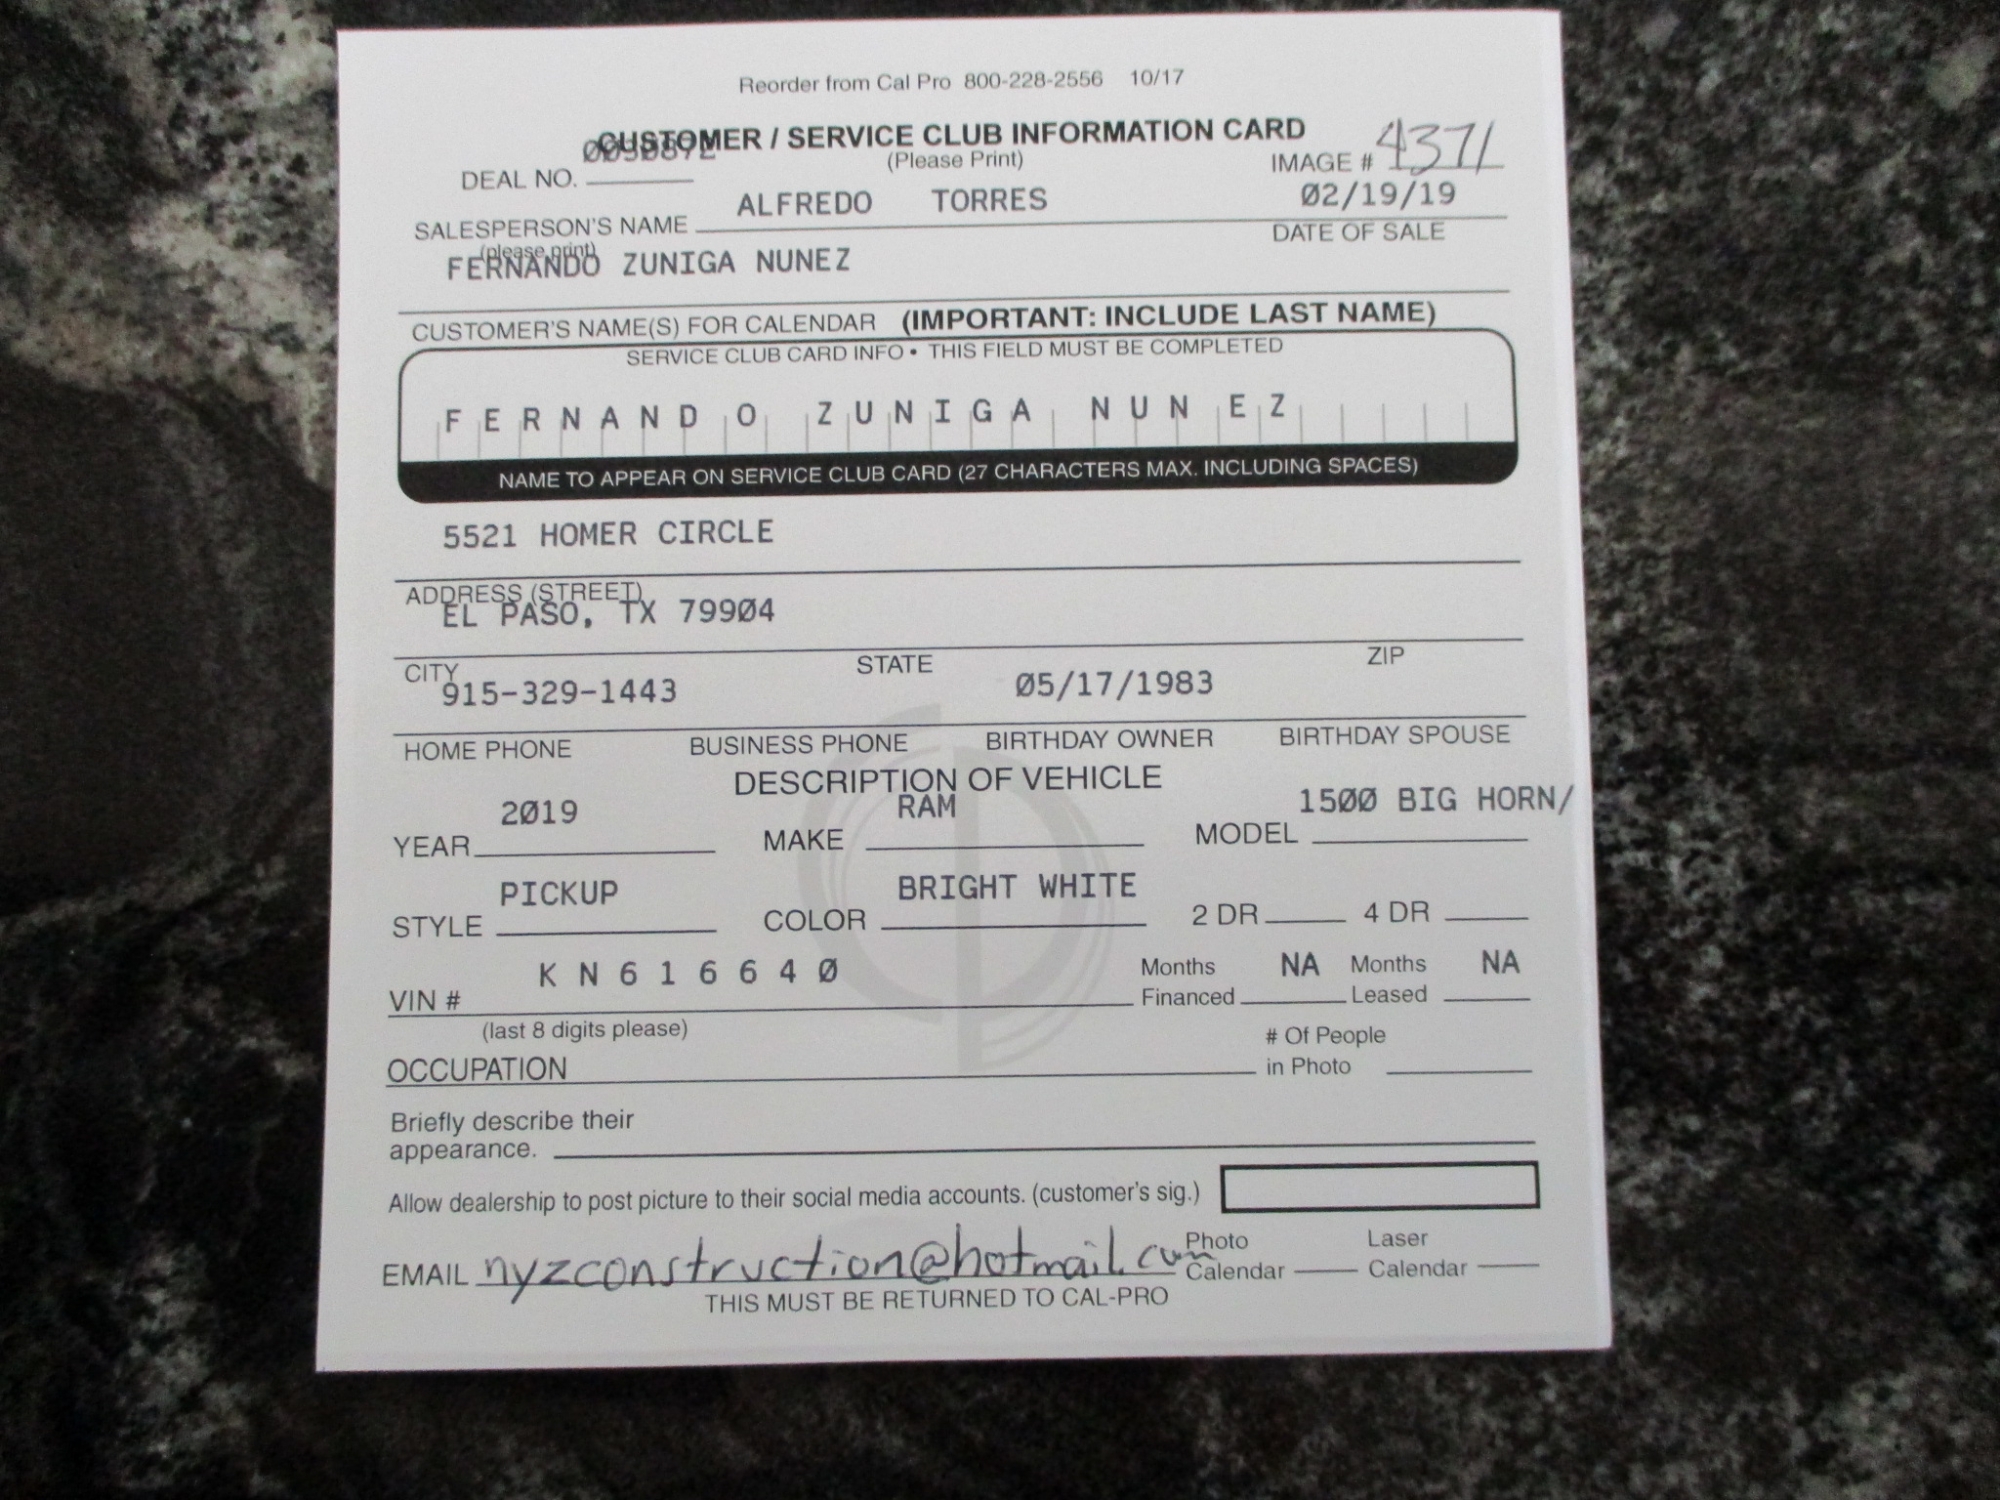 Reorder from Cal Pro 800-228-2556 10/17
CUSTOMER / SERVICE CLUB INFORMATION CARD
(Please Print)
DEAL NO.
IMAGE # 4371
ALFREDO TORRES 02/19/19
SALESPERSON'S NAME DATE OF SALE
(please print)
FERNANDO ZUNIGA NUNEZ
CUSTOMER'S NAME(S) FOR CALENDAR (IMPORTANT: INCLUDE LAST NAME)
SERVICE CLUB CARD INFO • THIS FIELD MUST BE COMPLETED
FERNANDO ZUNIGA NUNEZ
NAME TO APPEAR ON SERVICE CLUB CARD (27 CHARACTERS MAX. INCLUDING SPACES)
5521 HOMER CIRCLE
ADDRESS (STREET)
EL PASO, TX 79904
CITY STATE ZIP
915-329-1443 05/17/1983
HOME PHONE BUSINESS PHONE BIRTHDAY OWNER BIRTHDAY SPOUSE
DESCRIPTION OF VEHICLE
2019 RAM 1500 BIG HORN/
YEAR MAKE MODEL
PICKUP BRIGHT WHITE
STYLE COLOR 2 DR 4 DR
KN616640 Months NA Months NA
VIN # Financed Leased
(last 8 digits please) # Of People
OCCUPATION in Photo
Briefly describe their
appearance.
Allow dealership to post picture to their social media accounts. (customer's sig.)
Photo Laser
EMAIL nyzconstruction@hotmail.com Calendar Calendar
THIS MUST BE RETURNED TO CAL-PRO